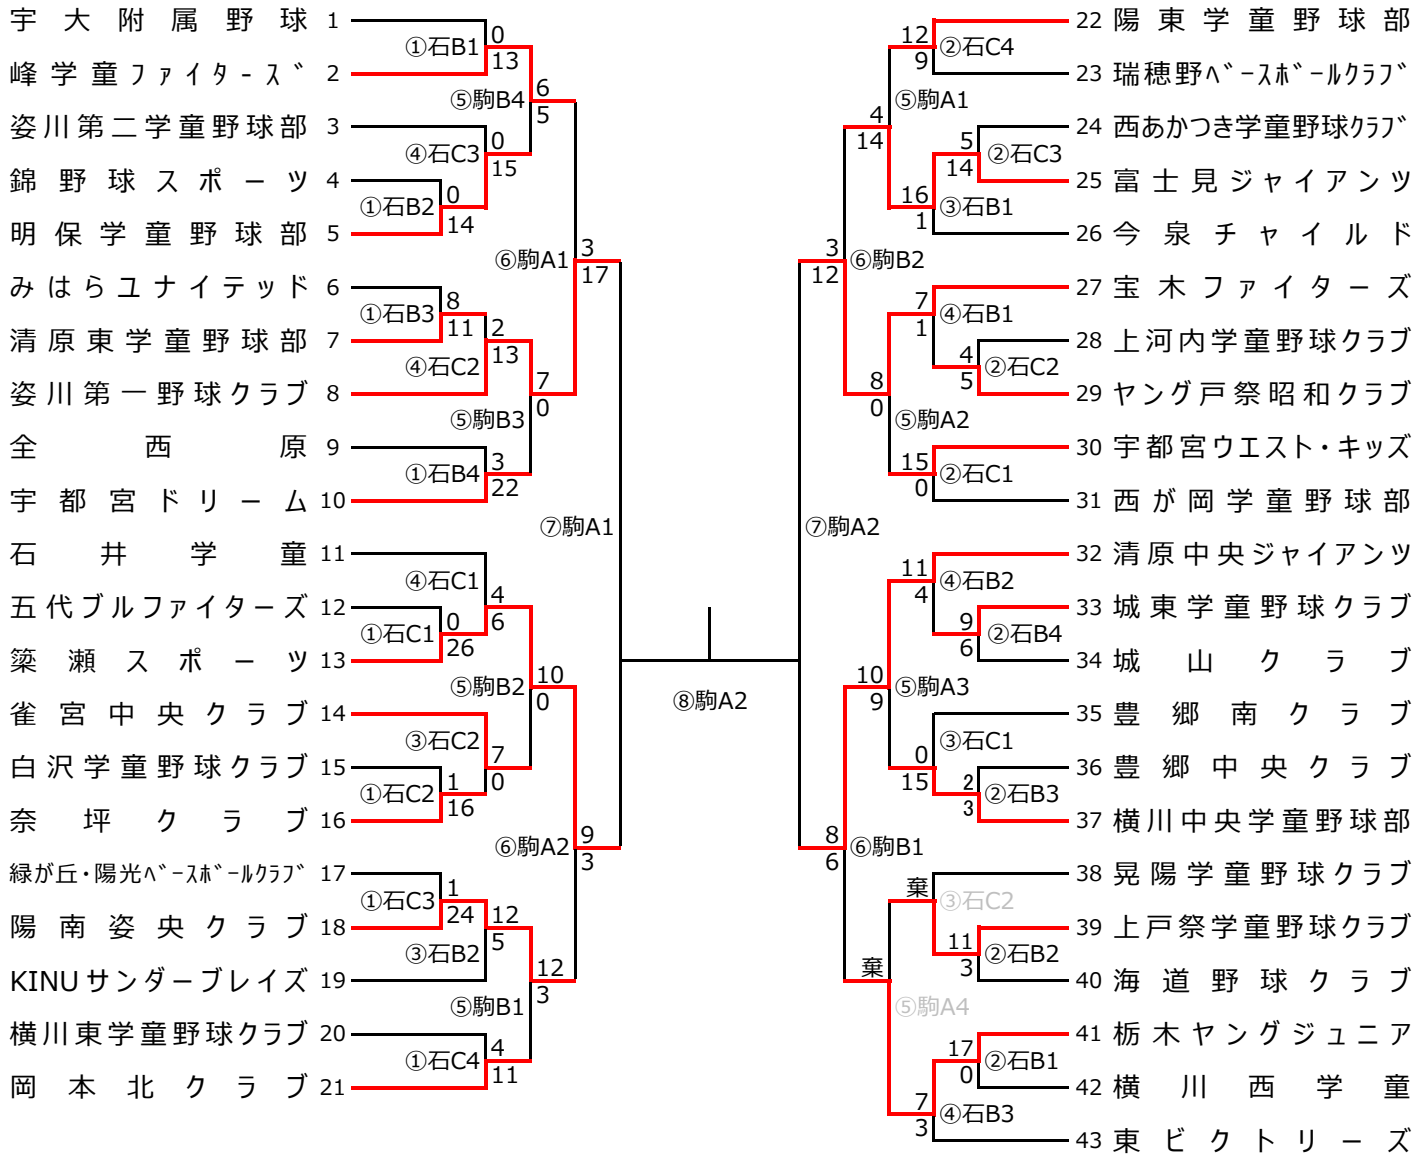 宇大附属野球 1
0
①石B1
13
峰学童ファイタ-ズ 2
6
⑤駒B4
5
姿川第二学童野球部 3
0
④石C3
15
錦野球スポーツ 4
0
①石B2
14
明保学童野球部 5
3
⑥駒A1
17
みはらユナイテッド 6
8
①石B3
11
2
13
清原東学童野球部 7
④石C2
姿川第一野球クラブ 8
7
0
⑤駒B3
全西原 9
3
①石B4
22
宇都宮ドリーム 10
⑦駒A1
石井学童 11
④石C1
4
6
五代ブルファイターズ 12
0
①石C1
26
簗瀬スポーツ 13
10
⑤駒B2
0
雀宮中央クラブ 14
③石C2
7
0
白沢学童野球クラブ 15
1
①石C2
16
奈坪クラブ 16
9
⑥駒A2
3
緑が丘・陽光ベースボールクラブ 17
1
①石C3
24
12
5
陽南姿央クラブ 18
③石B2
KINUサンダーブレイズ 19
12
3
⑤駒B1
横川東学童野球クラブ 20
4
①石C4
11
岡本北クラブ 21
⑧駒A2
22 陽東学童野球部
12
②石C4
9
23 瑞穂野ベースボールクラブ
4
⑤駒A1
14
24 西あかつき学童野球クラブ
5
②石C3
14
25 富士見ジャイアンツ
16
③石B1
1
26 今泉チャイルド
3
⑥駒B2
12
27 宝木ファイターズ
7
④石B1
1
28 上河内学童野球クラブ
4
②石C2
5
29 ヤング戸祭昭和クラブ
8
⑤駒A2
0
30 宇都宮ウエスト・キッズ
15
②石C1
0
31 西が岡学童野球部
⑦駒A2
32 清原中央ジャイアンツ
11
④石B2
4
33 城東学童野球クラブ
9
②石B4
6
34 城山クラブ
10
⑤駒A3
9
35 豊郷南クラブ
③石C1
0
15
36 豊郷中央クラブ
2
②石B3
3
37 横川中央学童野球部
8
⑥駒B1
6
38 晃陽学童野球クラブ
棄
③石C2
39 上戸祭学童野球クラブ
11
②石B2
3
40 海道野球クラブ
棄
⑤駒A4
41 栃木ヤングジュニア
17
②石B1
0
42 横川西学童
7
④石B3
3
43 東ビクトリーズ